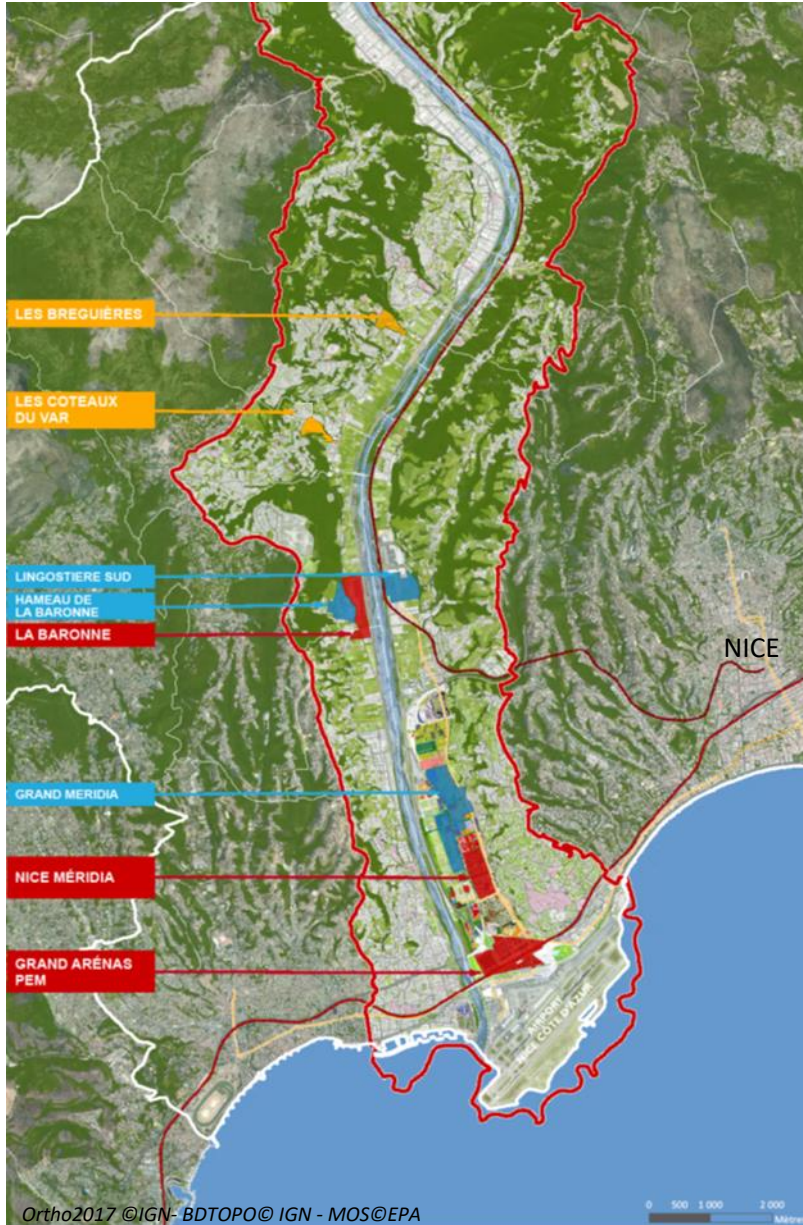 LES BREGUIÈRES
LES COTEAUX
DU VAR
LINGOSTIERE SUD
HAMEAU DE
LA BARONNE
LA BARONNE
NICE
GRAND MERIDIA
NICE MÉRIDIA
GRAND ARÉNAS
PEM
AIRPORT
NICE CÔTE D'AZUR
0 500 1 000 2 000
Mètres
Ortho2017 ©IGN- BDTOPO© IGN - MOS©EPA